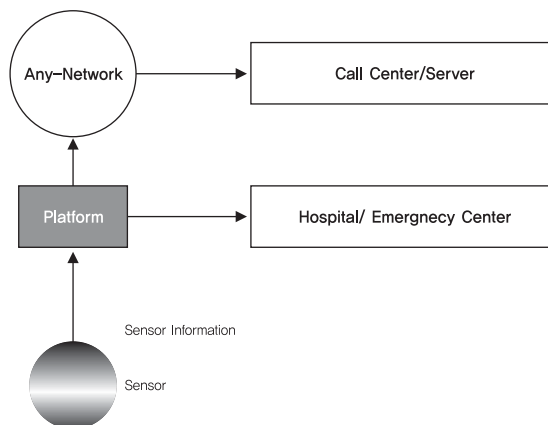 Any-Network
Call Center/Server
Platform
Hospital/ Emergnecy Center
Sensor Information
Sensor